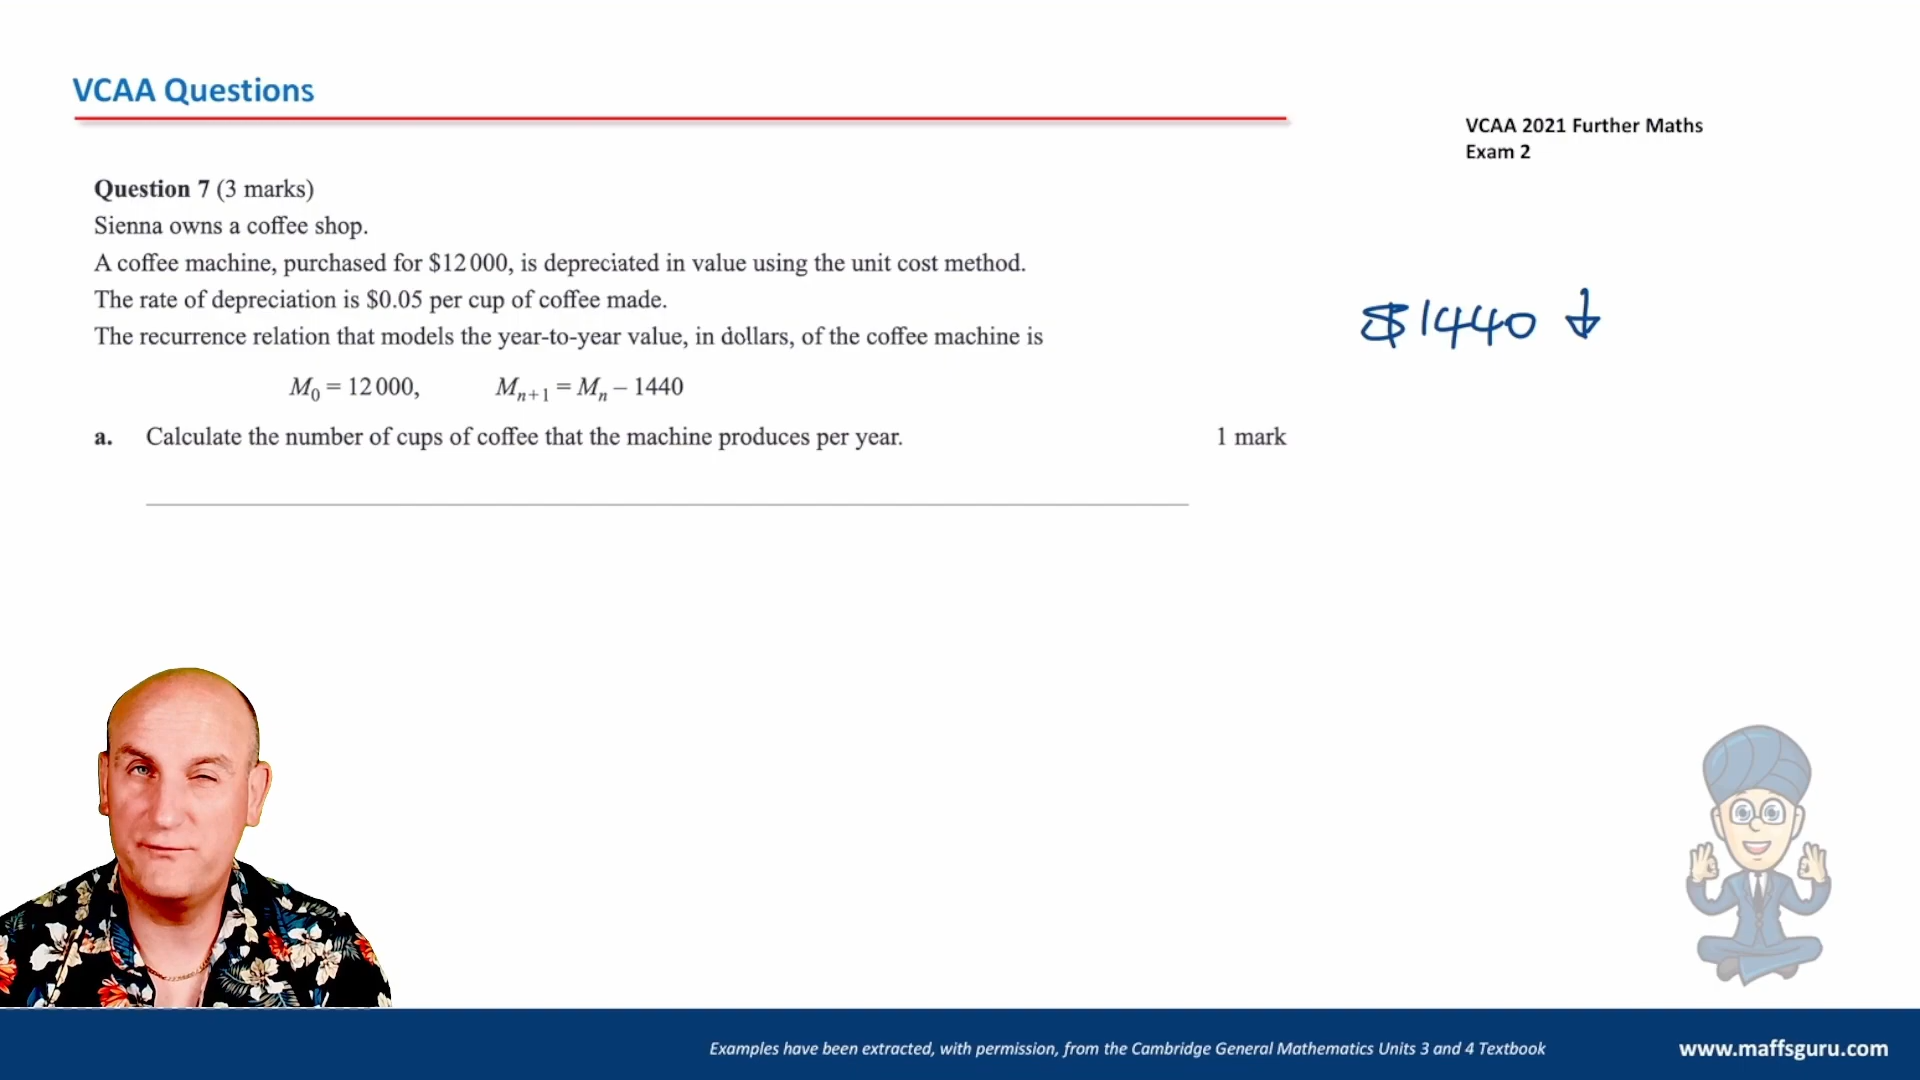 VCAA Questions
VCAA 2021 Further Maths
Exam 2
Question 7 (3 marks)
Sienna owns a coffee shop.
A coffee machine, purchased for $12 000, is depreciated in value using the unit cost method.
The rate of depreciation is $0.05 per cup of coffee made.
The recurrence relation that models the year-to-year value, in dollars, of the coffee machine is
M₀ = 12 000, Mₙ₊₁ = Mₙ – 1440
a. Calculate the number of cups of coffee that the machine produces per year. 1 mark
$1440 ↓
Examples have been extracted, with permission, from the Cambridge General Mathematics Units 3 and 4 Textbook
www.maffsguru.com